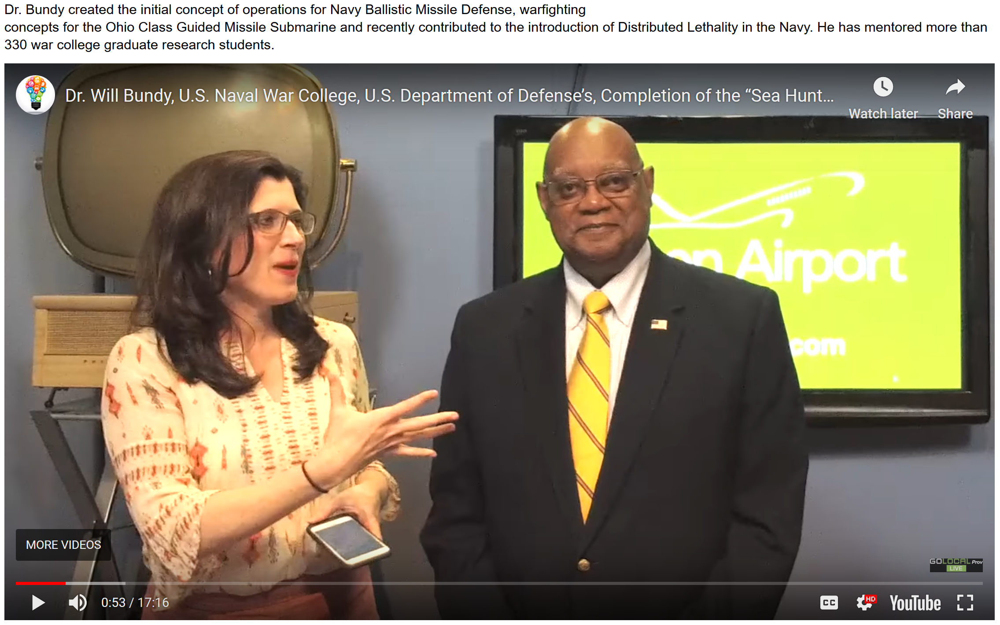 Dr. Bundy created the initial concept of operations for Navy Ballistic Missile Defense, warfighting
concepts for the Ohio Class Guided Missile Submarine and recently contributed to the introduction of Distributed Lethality in the Navy. He has mentored more than
330 war college graduate research students.
Dr. Will Bundy, U.S. Naval War College, U.S. Department of Defense’s, Completion of the “Sea Hunt...
Watch later
Share
en Airport
.com
MORE VIDEOS
GOLOCAL Prov
LIVE
0:53 / 17:16
CC
HD
YouTube